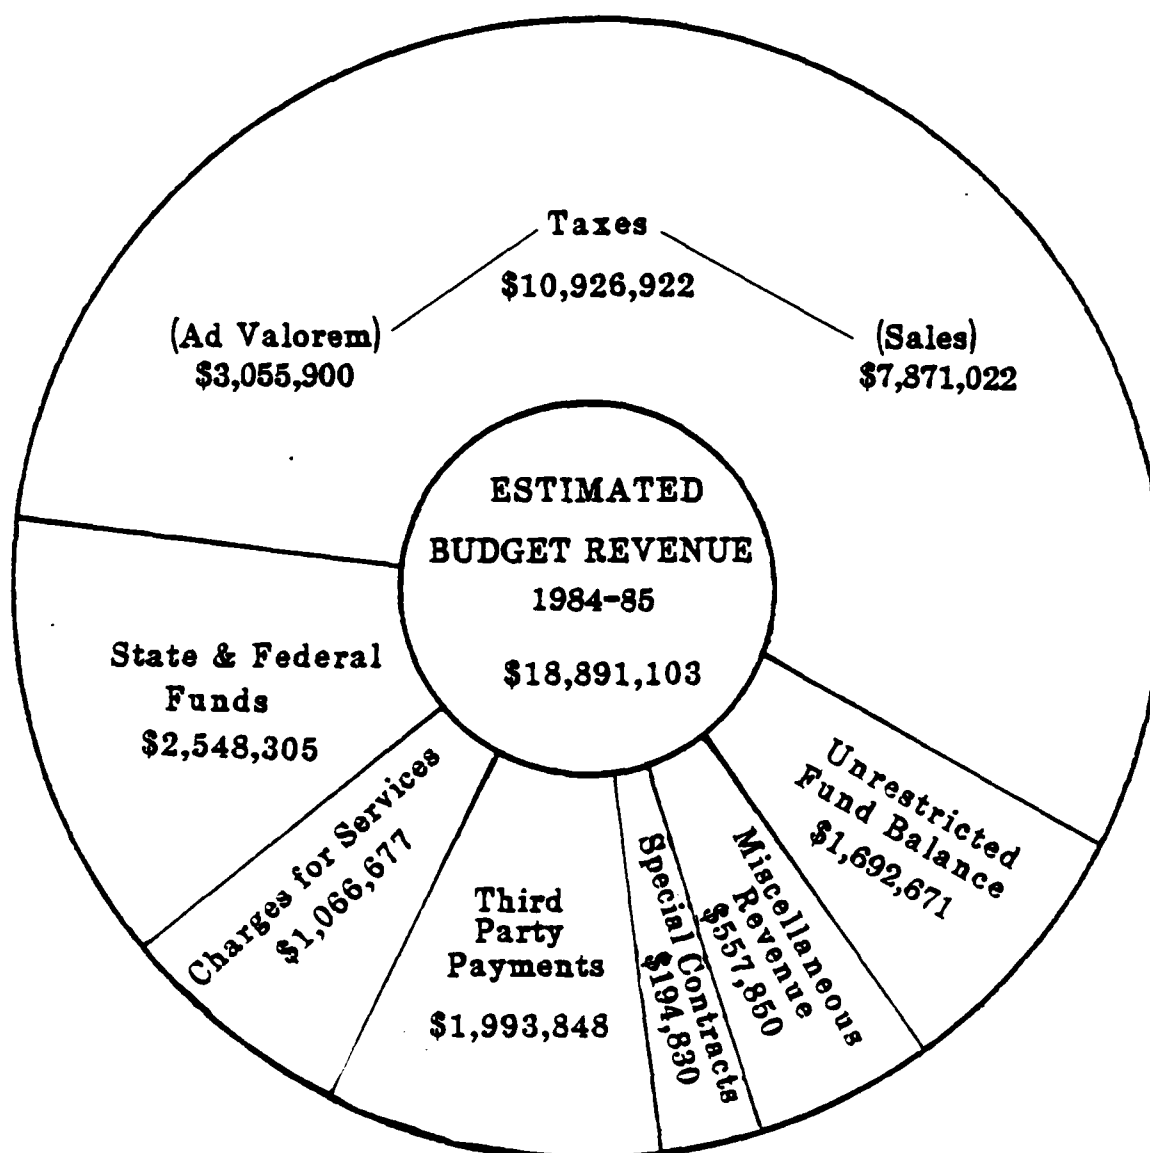 Taxes
$10,926,922
(Ad Valorem)
$3,055,900
(Sales)
$7,871,022
ESTIMATED
BUDGET REVENUE
1984-85
$18,891,103
State & Federal
Funds
$2,548,305
Charges for Services
$1,066,677
Third
Party
Payments
$1,993,848
Special Contracts
$194,830
Miscellaneous
Revenue
$557,850
Unrestricted
Fund Balance
$1,692,671